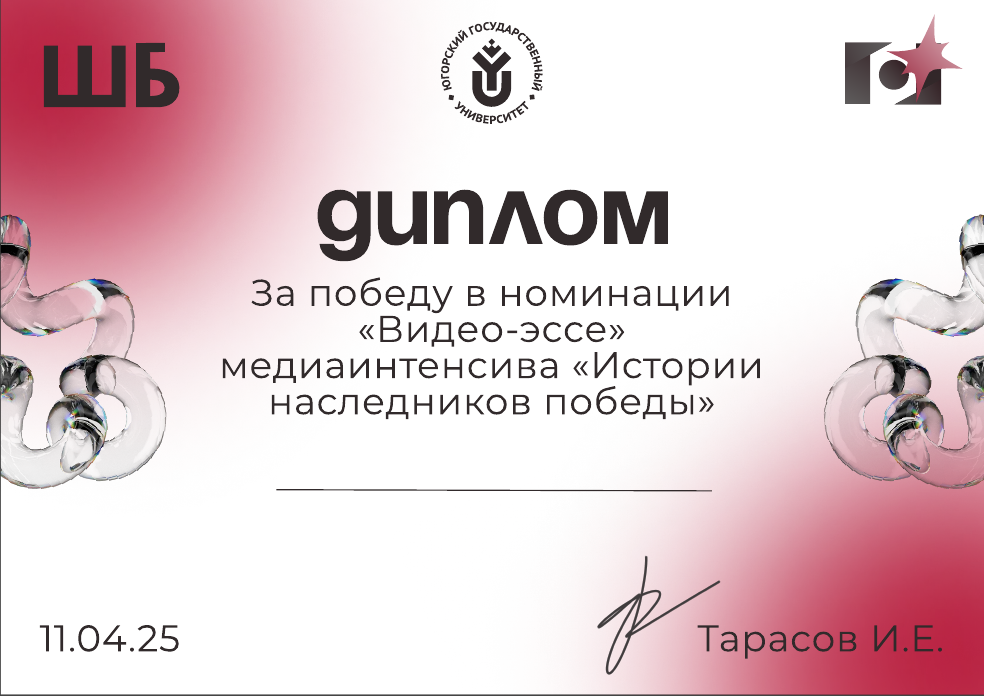 ШБ
ЮГОРСКИЙ ГОСУДАРСТВЕННЫЙ
УНИВЕРСИТЕТ
диплом
За победу в номинации
«Видео-эссе»
медиаинтенсива «Истории
наследников победы»
11.04.25
Тарасов И.Е.